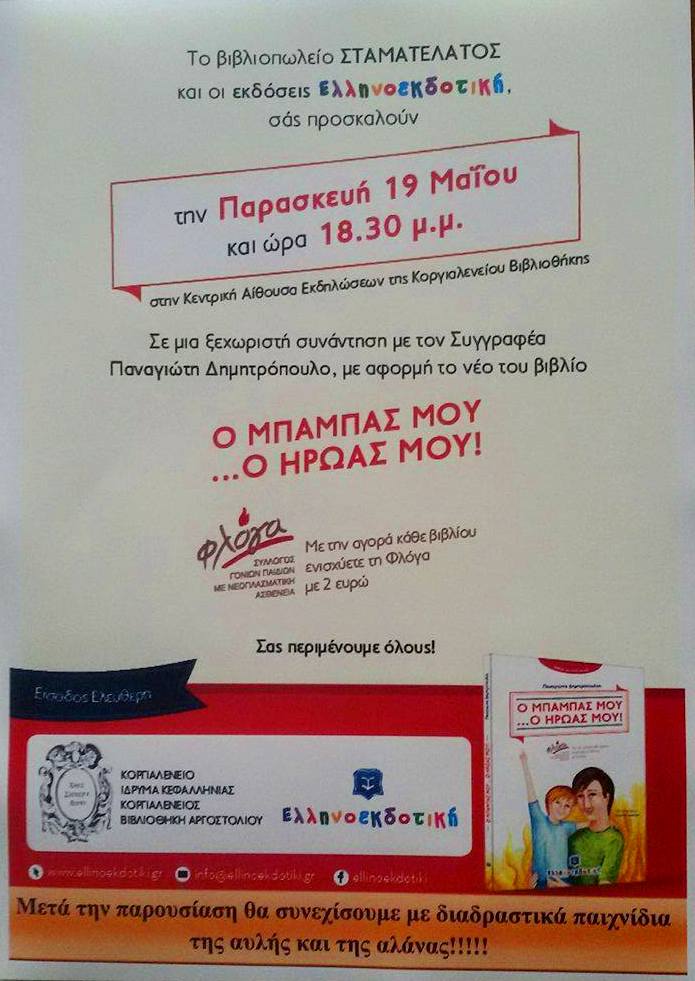 Το βιβλιοπωλείο ΣΤΑΜΑΤΕΛΑΤΟΣ
και οι εκδόσεις Ελληνοεκδοτική,
σάς προσκαλούν
την Παρασκευή 19 Μαΐου
και ώρα 18.30 μ.μ.
στην Κεντρική Αίθουσα Εκδηλώσεων της Κοργιαλενείου Βιβλιοθήκης
Σε μια ξεχωριστή συνάντηση με τον Συγγραφέα
Παναγιώτη Δημητρόπουλο, με αφορμή το νέο του βιβλίο
Ο ΜΠΑΜΠΑΣ ΜΟΥ
...Ο ΗΡΩΑΣ ΜΟΥ!
φλόγα
ΣΥΛΛΟΓΟΣ
ΓΟΝΙΩΝ ΠΑΙΔΙΩΝ
ΜΕ ΝΕΟΠΛΑΣΜΑΤΙΚΗ
ΑΣΘΕΝΕΙΑ
Με την αγορά κάθε βιβλίου
ενισχύετε τη Φλόγα
με 2 ευρώ
Σας περιμένουμε όλους!
Είσοδος Ελεύθερη
Ο ΜΠΑΜΠΑΣ ΜΟΥ
...Ο ΗΡΩΑΣ ΜΟΥ!
ΚΟΡΓΙΑΛΕΝΕΙΟ
ΙΔΡΥΜΑ ΚΕΦΑΛΛΗΝΙΑΣ
ΚΟΡΓΙΑΛΕΝΕΙΟΣ
ΒΙΒΛΙΟΘΗΚΗ ΑΡΓΟΣΤΟΛΙΟΥ
Ελληνοεκδοτική
www.ellinoekdotiki.gr info@ellinoekdotiki.gr ellinoekdotiki
Μετά την παρουσίαση θα συνεχίσουμε με διαδραστικά παιχνίδια
της αυλής και της αλάνας!!!!!